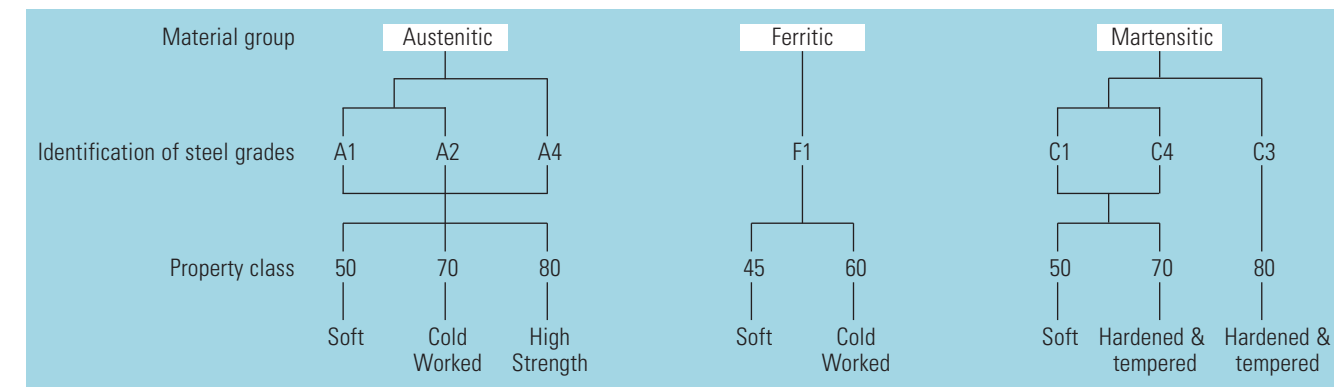 Material group Austenitic Ferritic Martensitic
Identification of steel grades A1 A2 A4 F1 C1 C4 C3
Property class 50 70 80 45 60 50 70 80
Soft Cold High Soft Cold Soft Hardened & Hardened &
Worked Strength Worked tempered tempered